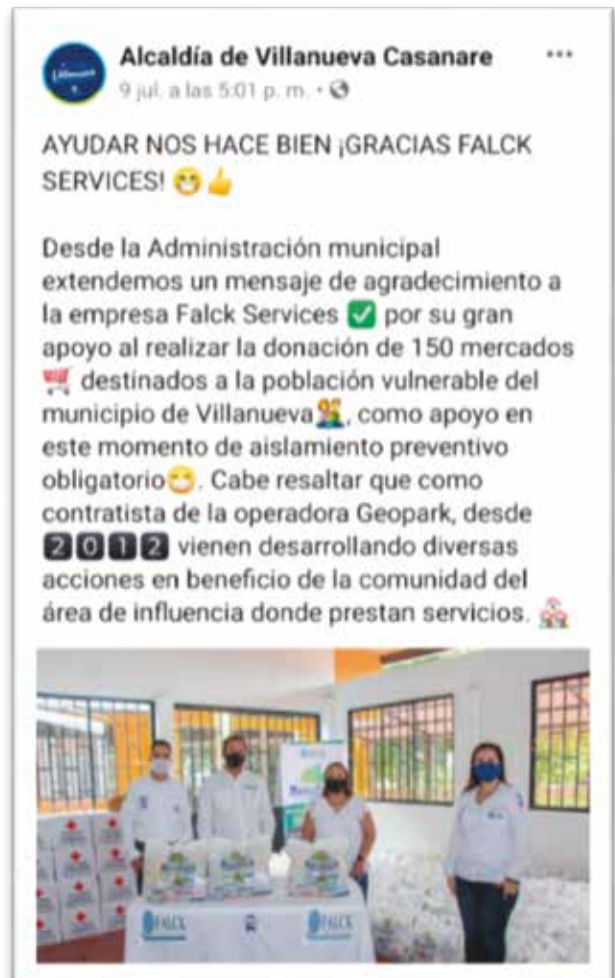 Alcaldía de Villanueva Casanare
9 jul. a las 5:01 p. m. •
AYUDAR NOS HACE BIEN ¡GRACIAS FALCK
SERVICES! 😁👍
Desde la Administración municipal
extendemos un mensaje de agradecimiento a
la empresa Falck Services ✅ por su gran
apoyo al realizar la donación de 150 mercados
🛒 destinados a la población vulnerable del
municipio de Villanueva, como apoyo en
este momento de aislamiento preventivo
obligatorio😷. Cabe resaltar que como
contratista de la operadora Geopark, desde
2️⃣0️⃣1️⃣2️⃣ vienen desarrollando diversas
acciones en beneficio de la comunidad del
área de influencia donde prestan servicios.
FALCK
FALCK